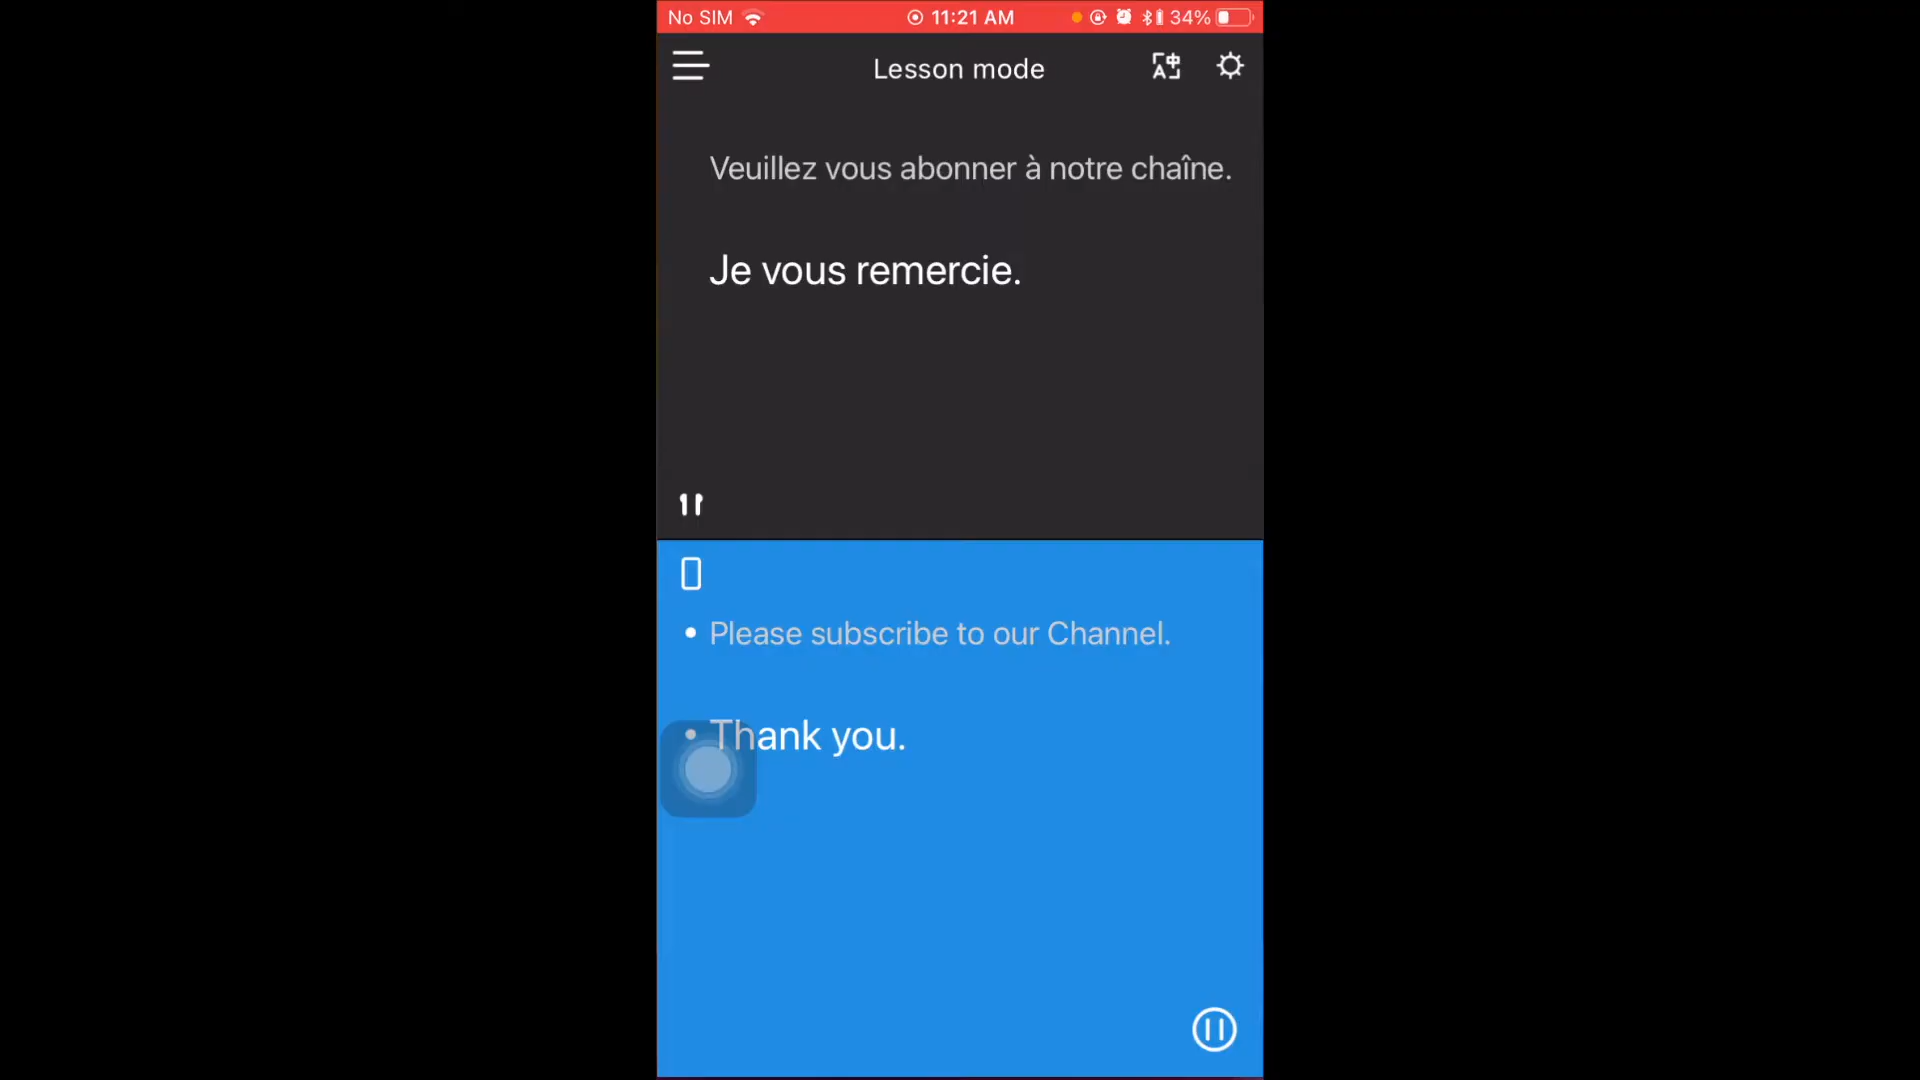 No SIM 11:21 AM 34%
Lesson mode
Veuillez vous abonner à notre chaîne.
Je vous remercie.
• Please subscribe to our Channel.
• Thank you.